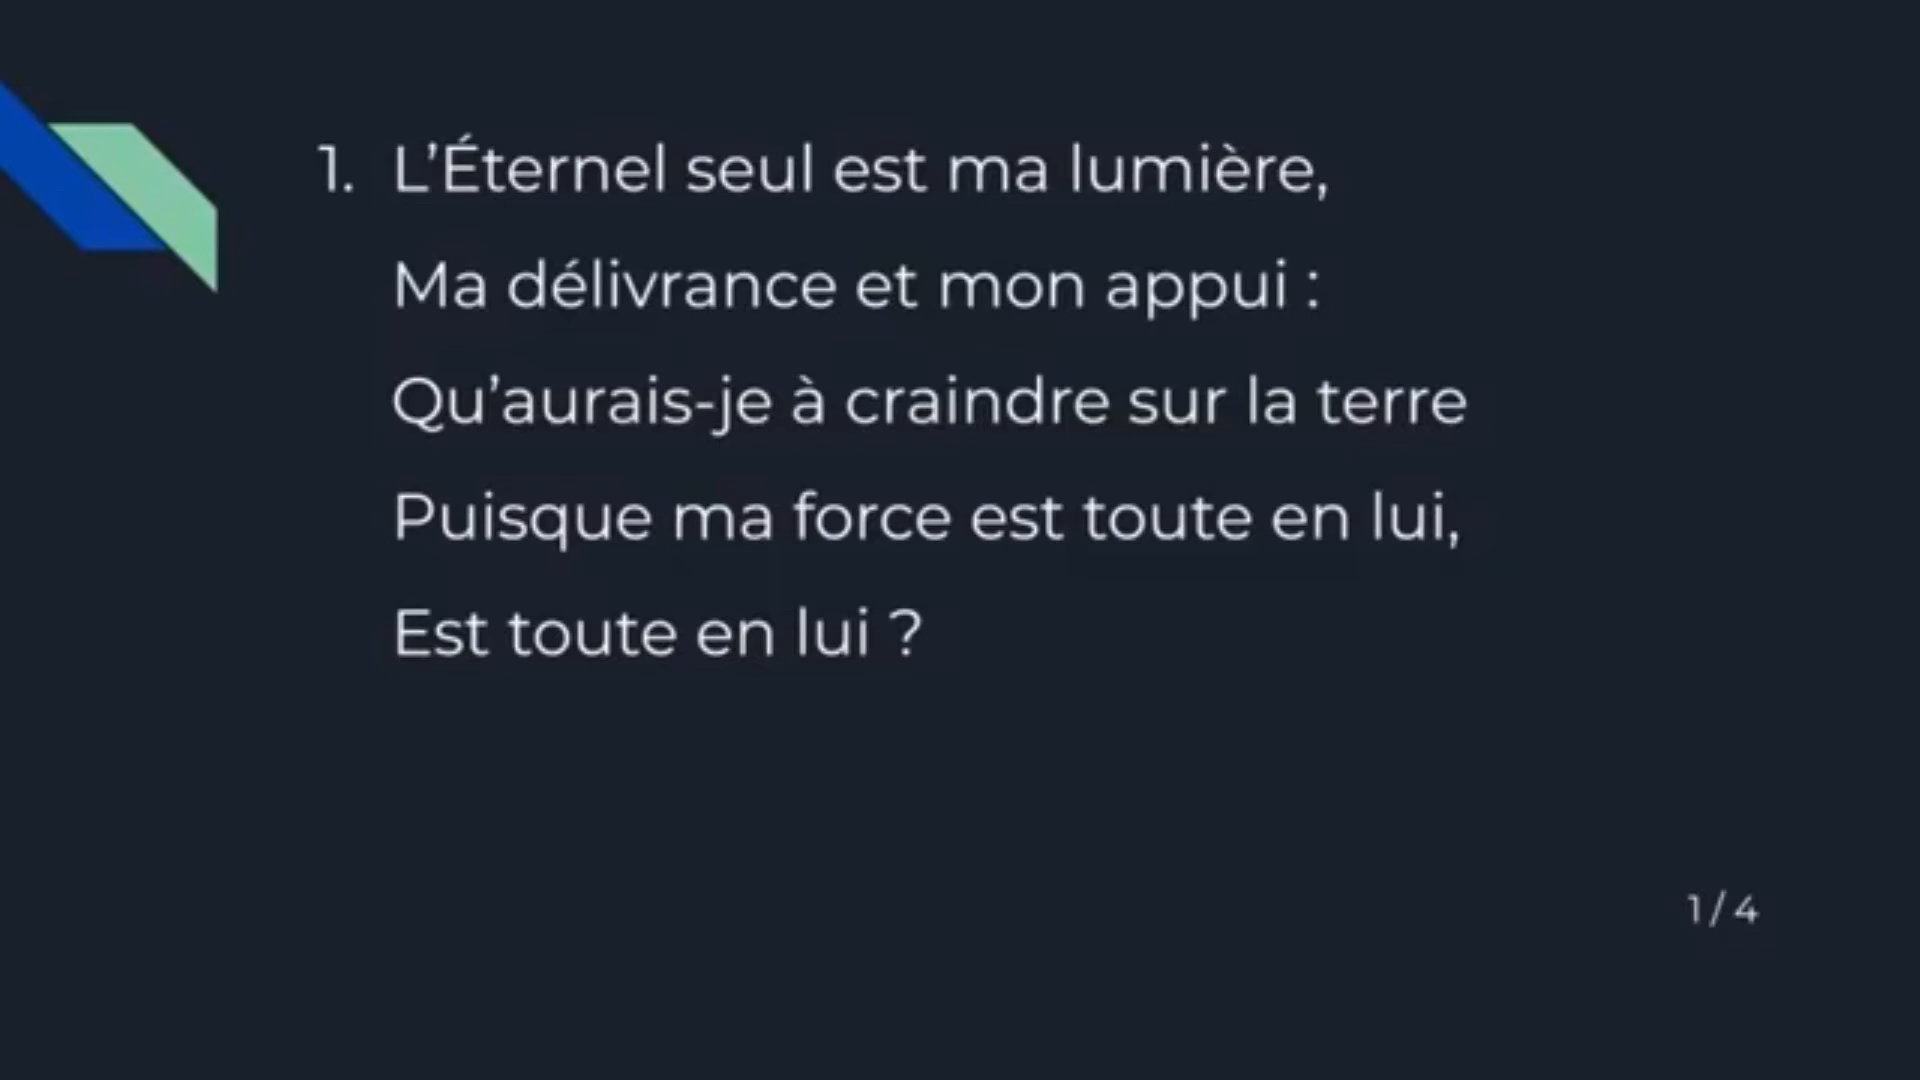 1. L’Éternel seul est ma lumière,
Ma délivrance et mon appui :
Qu’aurais-je à craindre sur la terre
Puisque ma force est toute en lui,
Est toute en lui ?
1 / 4